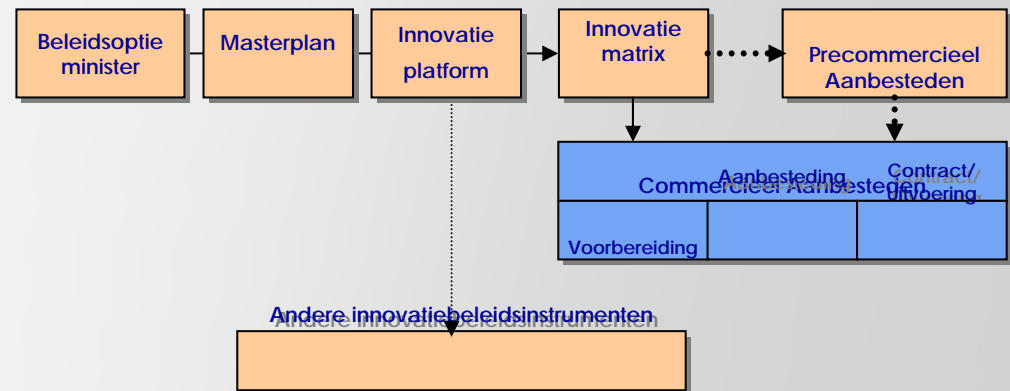 Beleidsoptie
minister
Masterplan
Innovatie
platform
Innovatie
matrix
Precommercieel
Aanbesteden
Commercieel Aanbesteden
Voorbereiding
Aanbesteding
Contract/
uitvoering
Andere innovatiebeleidsinstrumenten